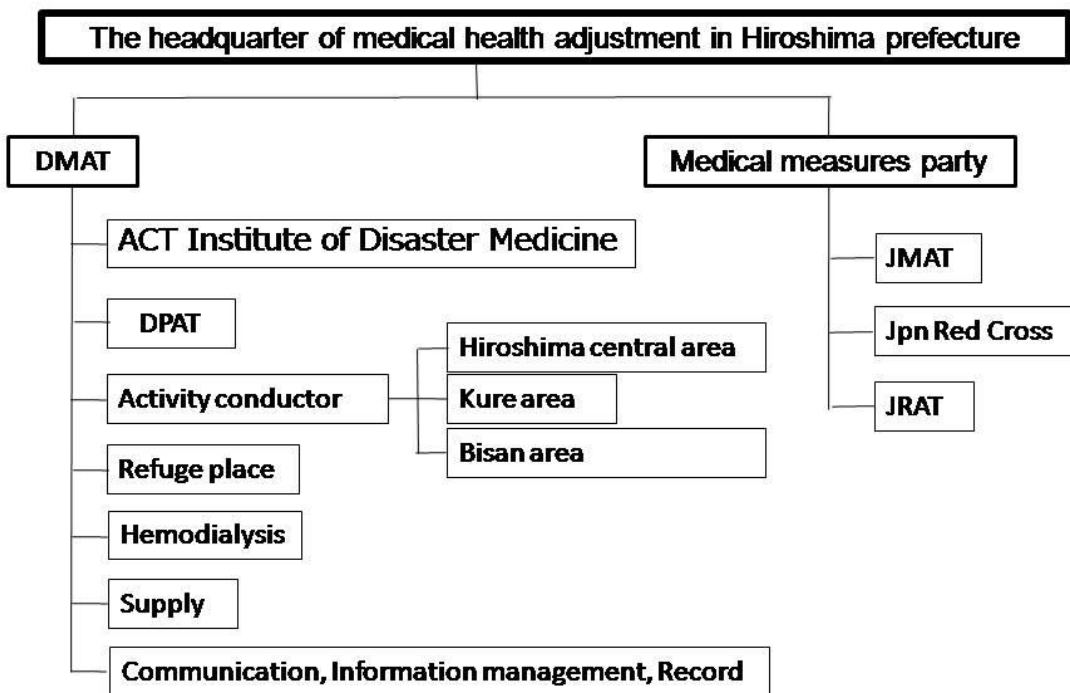 The headquarter of medical health adjustment in Hiroshima prefecture
DMAT
Medical measures party
ACT Institute of Disaster Medicine
JMAT
DPAT
Jpn Red Cross
Hiroshima central area
Activity conductor
Kure area
JRAT
Bisan area
Refuge place
Hemodialysis
Supply
Communication, Information management, Record